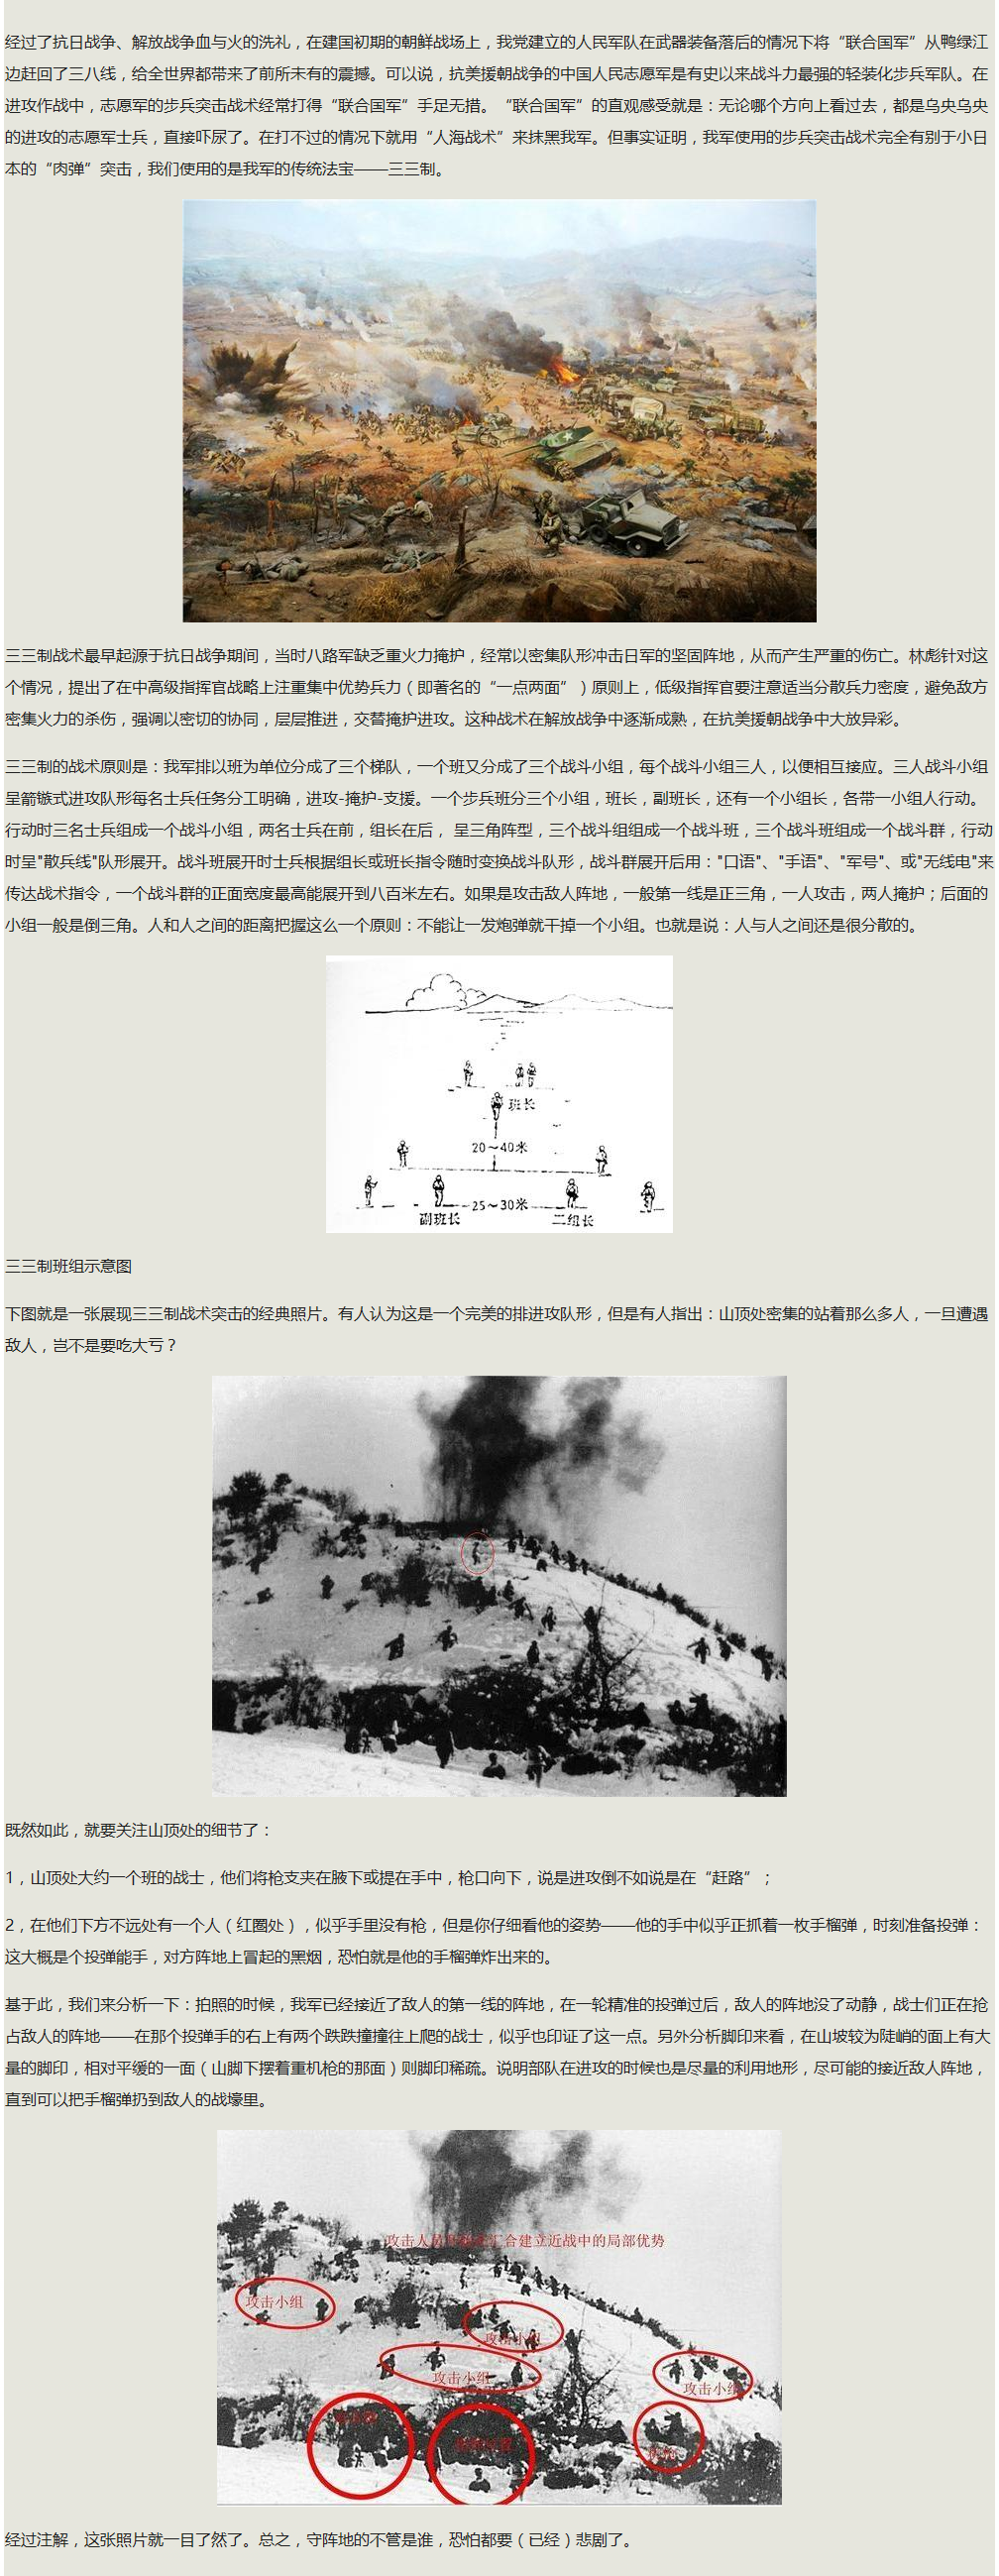 经过了抗日战争、解放战争血与火的洗礼，在建国初期的朝鲜战场上，我党建立的人民军队在武器装备落后的情况下将“联合国军”从鸭绿江
边赶回了三八线，给全世界都带来了前所未有的震撼。可以说，抗美援朝战争的中国人民志愿军是有史以来战斗力最强的轻装化步兵军队。在
进攻作战中，志愿军的步兵突击战术经常打得“联合国军”手足无措。“联合国军”的直观感受就是：无论哪个方向上看过去，都是乌央乌央
的进攻的志愿军士兵，直接吓尿了。在打不过的情况下就用“人海战术”来抹黑我军。但事实证明，我军使用的步兵突击战术完全有别于小日
本的“肉弹”突击，我们使用的是我军的传统法宝——三三制。
三三制战术最早起源于抗日战争期间，当时八路军缺乏重火力掩护，经常以密集队形冲击日军的坚固阵地，从而产生严重的伤亡。林彪针对这
个情况，提出了在中高级指挥官战略上注重集中优势兵力（即著名的“一点两面”）原则上，低级指挥官要注意适当分散兵力密度，避免敌方
密集火力的杀伤，强调以密切的协同，层层推进，交替掩护进攻。这种战术在解放战争中逐渐成熟，在抗美援朝战争中大放异彩。
三三制的战术原则是：我军排以班为单位分成了三个梯队，一个班又分成了三个战斗小组，每个战斗小组三人，以便相互接应。三人战斗小组
呈箭镞式进攻队形每名士兵任务分工明确，进攻-掩护-支援。一个步兵班分三个小组，班长，副班长，还有一个小组长，各带一小组人行动。
行动时三名士兵组成一个战斗小组，两名士兵在前，组长在后， 呈三角阵型，三个战斗组组成一个战斗班，三个战斗班组成一个战斗群，行动
时呈"散兵线"队形展开。战斗班展开时士兵根据组长或班长指令随时变换战斗队形，战斗群展开后用："口语"、"手语"、"军号"、或"无线电"来
传达战术指令，一个战斗群的正面宽度最高能展开到八百米左右。如果是攻击敌人阵地，一般第一线是正三角，一人攻击，两人掩护；后面的
小组一般是倒三角。人和人之间的距离把握这么一个原则：不能让一发炮弹就干掉一个小组。也就是说：人与人之间还是很分散的。
班长
20～40米
25～30米
副班长 二组长
三三制班组示意图
下图就是一张展现三三制战术突击的经典照片。有人认为这是一个完美的排进攻队形，但是有人指出：山顶处密集的站着那么多人，一旦遭遇
敌人，岂不是要吃大亏？
既然如此，就要关注山顶处的细节了：
1，山顶处大约一个班的战士，他们将枪支夹在腋下或提在手中，枪口向下，说是进攻倒不如说是在“赶路”；
2，在他们下方不远处有一个人（红圈处），似乎手里没有枪，但是你仔细看他的姿势——他的手中似乎正抓着一枚手榴弹，时刻准备投弹：
这大概是个投弹能手，对方阵地上冒起的黑烟，恐怕就是他的手榴弹炸出来的。
基于此，我们来分析一下：拍照的时候，我军已经接近了敌人的第一线的阵地，在一轮精准的投弹过后，敌人的阵地没了动静，战士们正在抢
占敌人的阵地——在那个投弹手的右上有两个跌跌撞撞往上爬的战士，似乎也印证了这一点。另外分析脚印来看，在山坡较为陡峭的面上有大
量的脚印，相对平缓的一面（山脚下摆着重机枪的那面）则脚印稀疏。说明部队在进攻的时候也是尽量的利用地形，尽可能的接近敌人阵地，
直到可以把手榴弹扔到敌人的战壕里。
攻击人员 汇合建立近战中的局部优势
攻击小组
攻击小组
攻击小组
攻击小组
经过注解，这张照片就一目了然了。总之，守阵地的不管是谁，恐怕都要（已经）悲剧了。